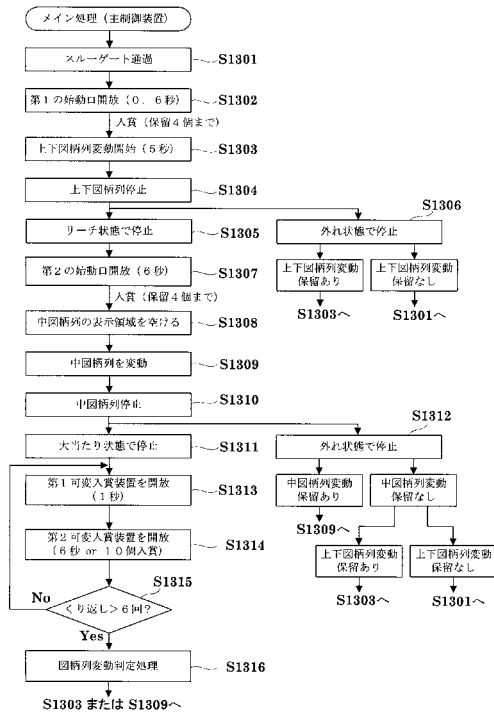 メイン処理（主制御装置）
スルーゲート通過
S1301
第1の始動口開放（0．6秒）
S1302
入賞（保留4個まで）
上下図柄列変動開始（5秒）
S1303
上下図柄列停止
S1304
リーチ状態で停止
S1305
外れ状態で停止
S1306
第2の始動口開放（6秒）
S1307
上下図柄列変動
保留あり
上下図柄列変動
保留なし
S1303へ
S1301へ
入賞（保留4個まで）
中図柄列の表示領域を空ける
S1308
中図柄列を変動
S1309
中図柄列停止
S1310
大当たり状態で停止
S1311
外れ状態で停止
S1312
第1可変入賞装置を開放
（1秒）
S1313
中図柄列変動
保留あり
中図柄列変動
保留なし
S1309へ
第2可変入賞装置を開放
（6秒 or 10個入賞）
S1314
上下図柄列変動
保留あり
上下図柄列変動
保留なし
S1303へ
S1301へ
くり返し＞6回？
S1315
No
Yes
図柄列変動判定処理
S1316
S1303 または S1309へ